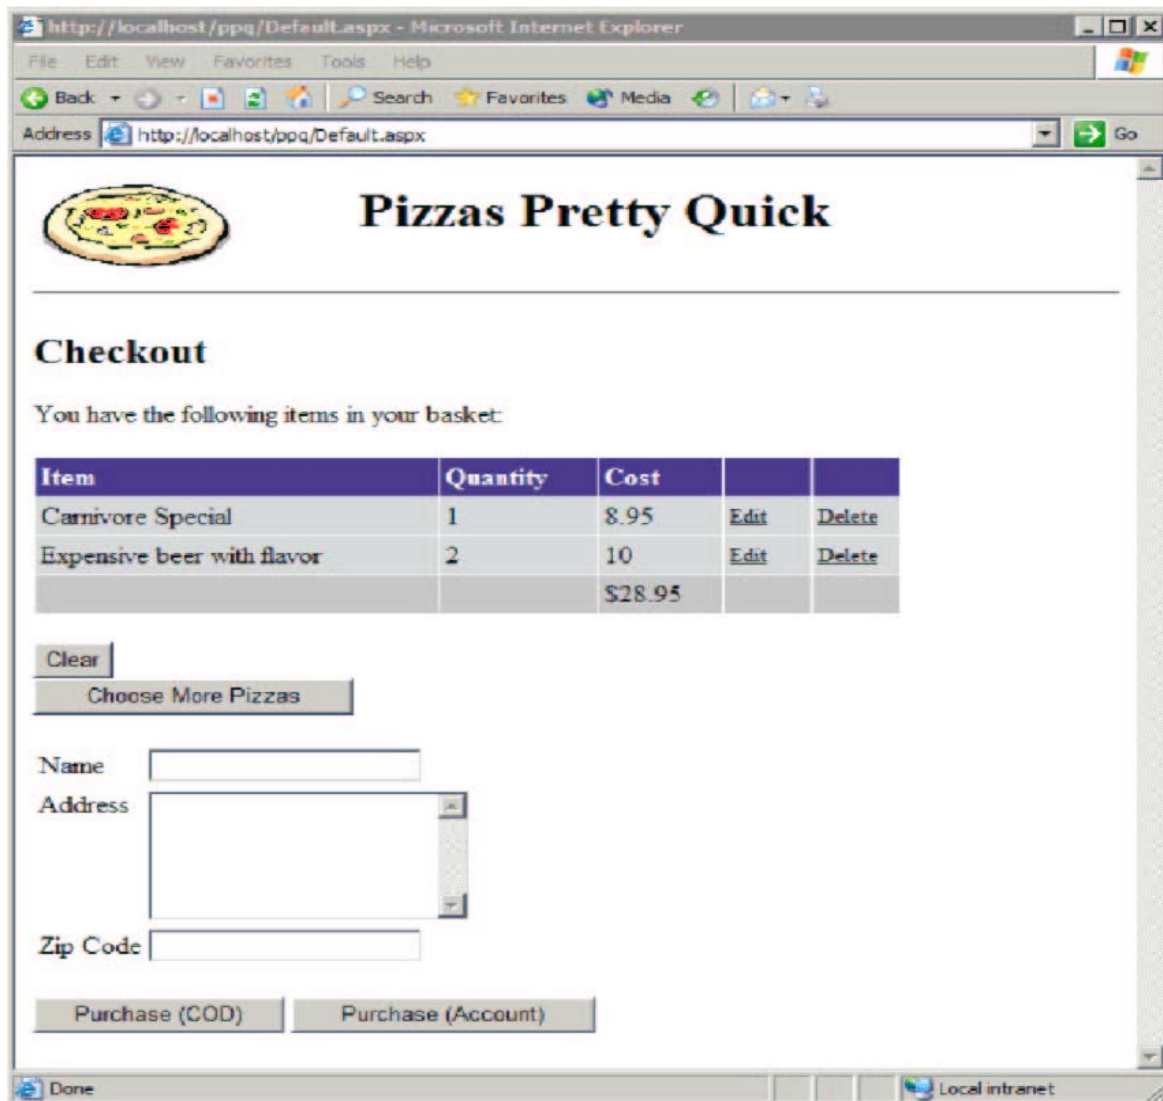 http://localhost/ppq/Default.aspx - Microsoft Internet Explorer
File Edit View Favorites Tools Help
Back Search Favorites Media
Address http://localhost/ppq/Default.aspx Go
Pizzas Pretty Quick
Checkout
You have the following items in your basket:
Item Quantity Cost
Carnivore Special 1 8.95 Edit Delete
Expensive beer with flavor 2 10 Edit Delete
$28.95
Clear
Choose More Pizzas
Name
Address
Zip Code
Purchase (COD) Purchase (Account)
Done Local intranet